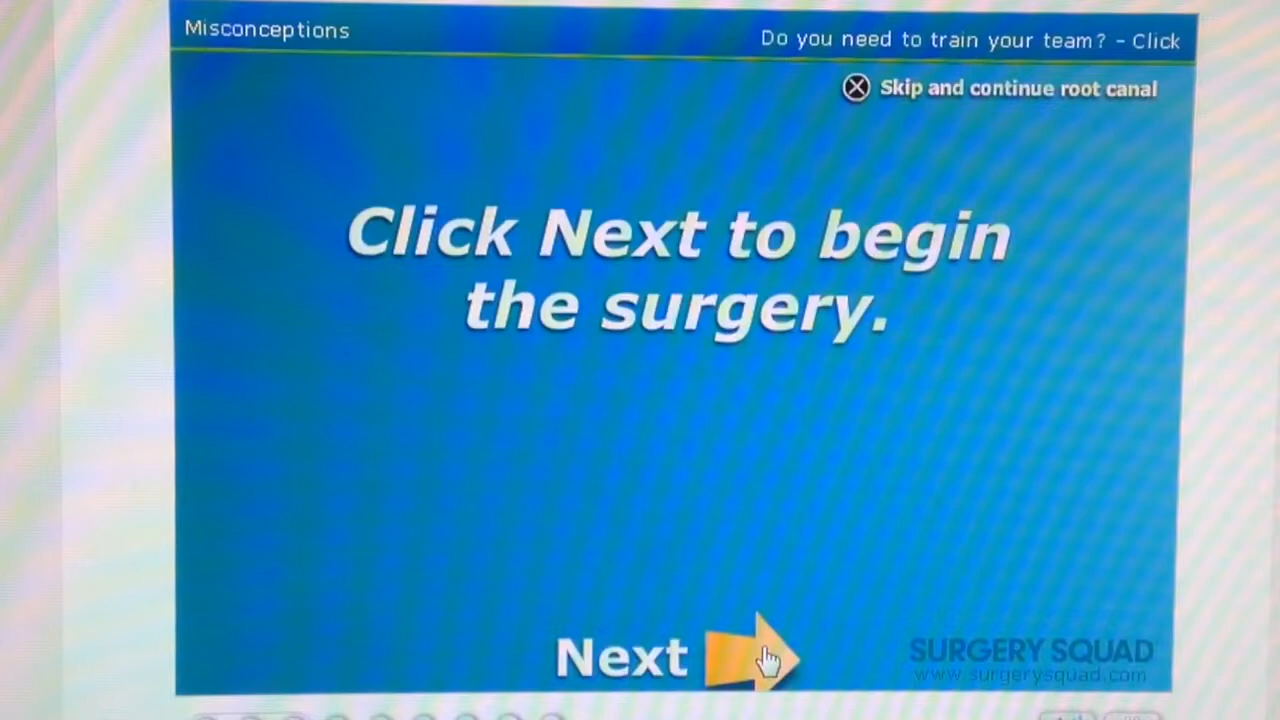 Misconceptions
Do you need to train your team? - Click
Skip and continue root canal
Click Next to begin
the surgery.
Next
SURGERY SQUAD
www.surgerysquad.com